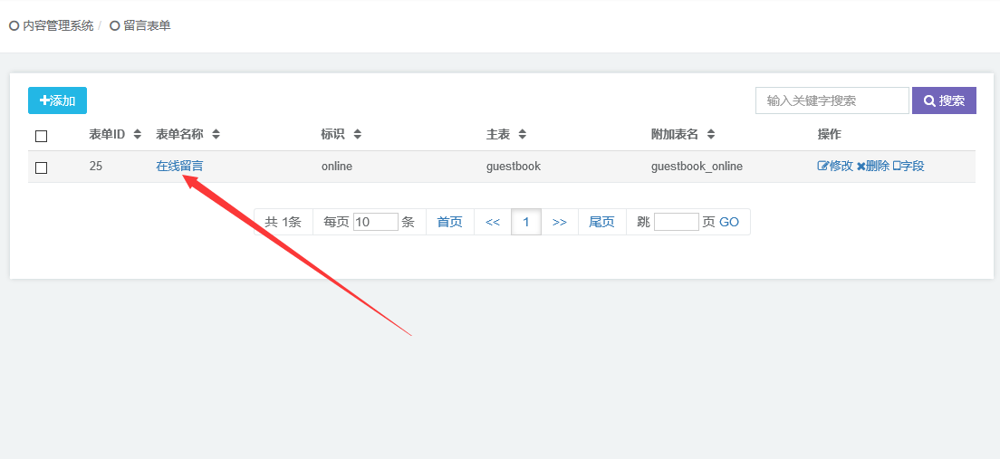 内容管理系统 / 留言表单
添加 输入关键字搜索 搜索
表单ID 表单名称 标识 主表 附加表名 操作
25 在线留言 online guestbook guestbook_online 修改 删除 字段
共 1条 每页 10 条 首页 << 1 >> 尾页 跳 页 GO